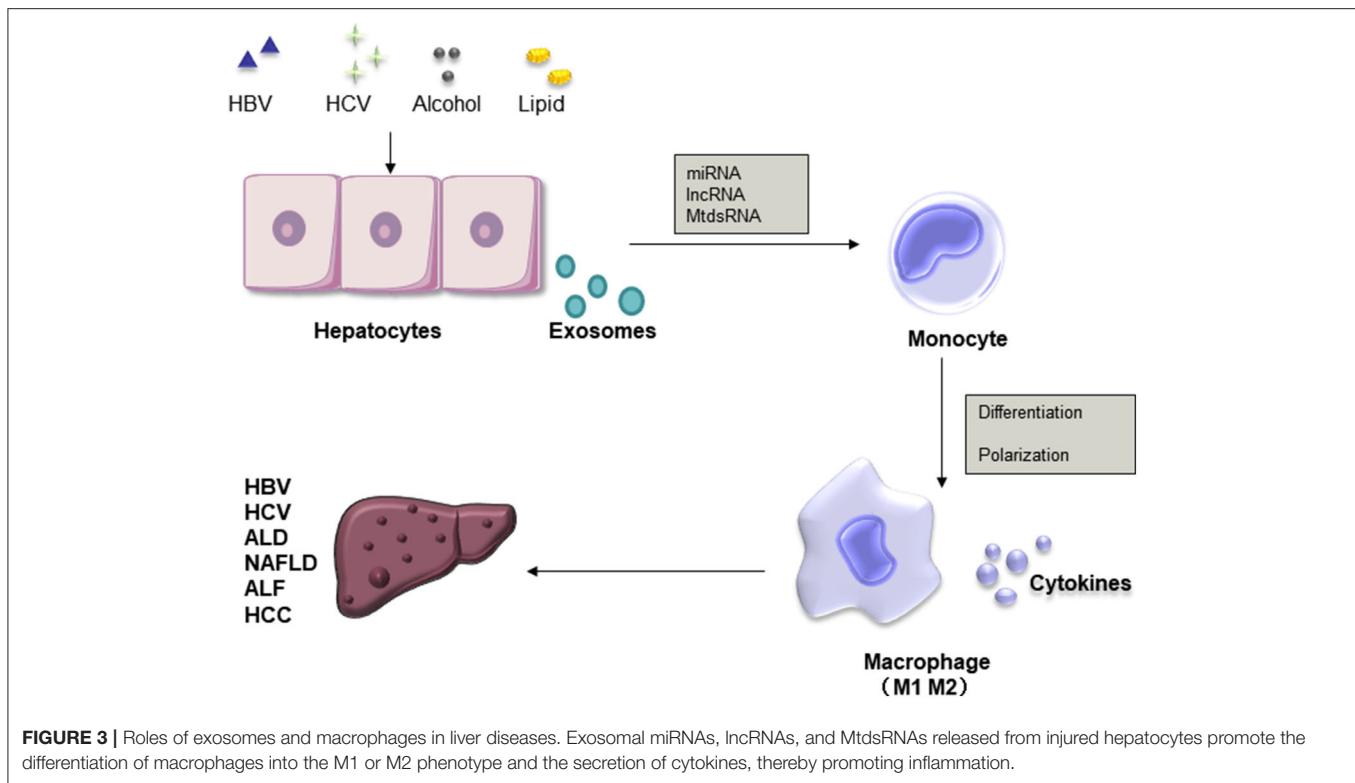 HBV HCV Alcohol Lipid
miRNA
lncRNA
MtdsRNA
Hepatocytes Exosomes
Monocyte
Differentiation
Polarization
HBV
HCV
ALD
NAFLD
ALF
HCC
Cytokines
Macrophage
（M1 M2）
FIGURE 3 | Roles of exosomes and macrophages in liver diseases. Exosomal miRNAs, lncRNAs, and MtdsRNAs released from injured hepatocytes promote the
differentiation of macrophages into the M1 or M2 phenotype and the secretion of cytokines, thereby promoting inflammation.